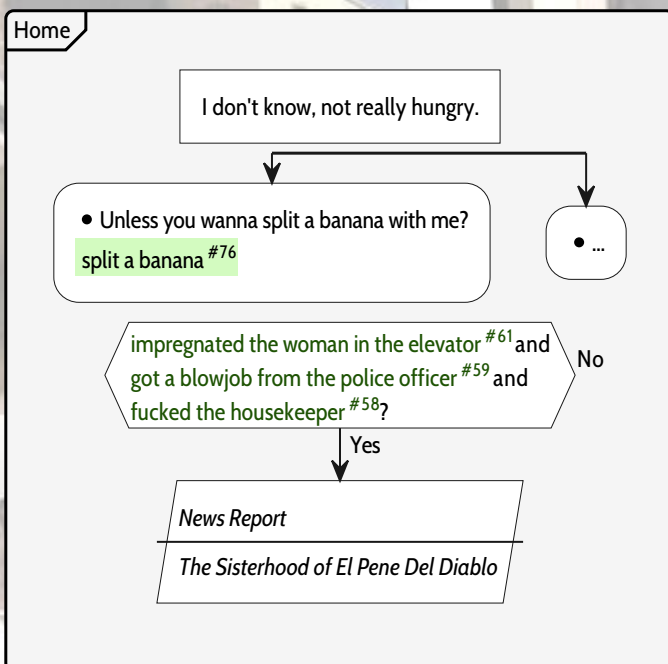 Home
I don't know, not really hungry.
• Unless you wanna split a banana with me?
split a banana #76
• ...
impregnated the woman in the elevator #61 and
got a blowjob from the police officer #59 and
fucked the housekeeper #58?
No
Yes
News Report
The Sisterhood of El Pene Del Diablo